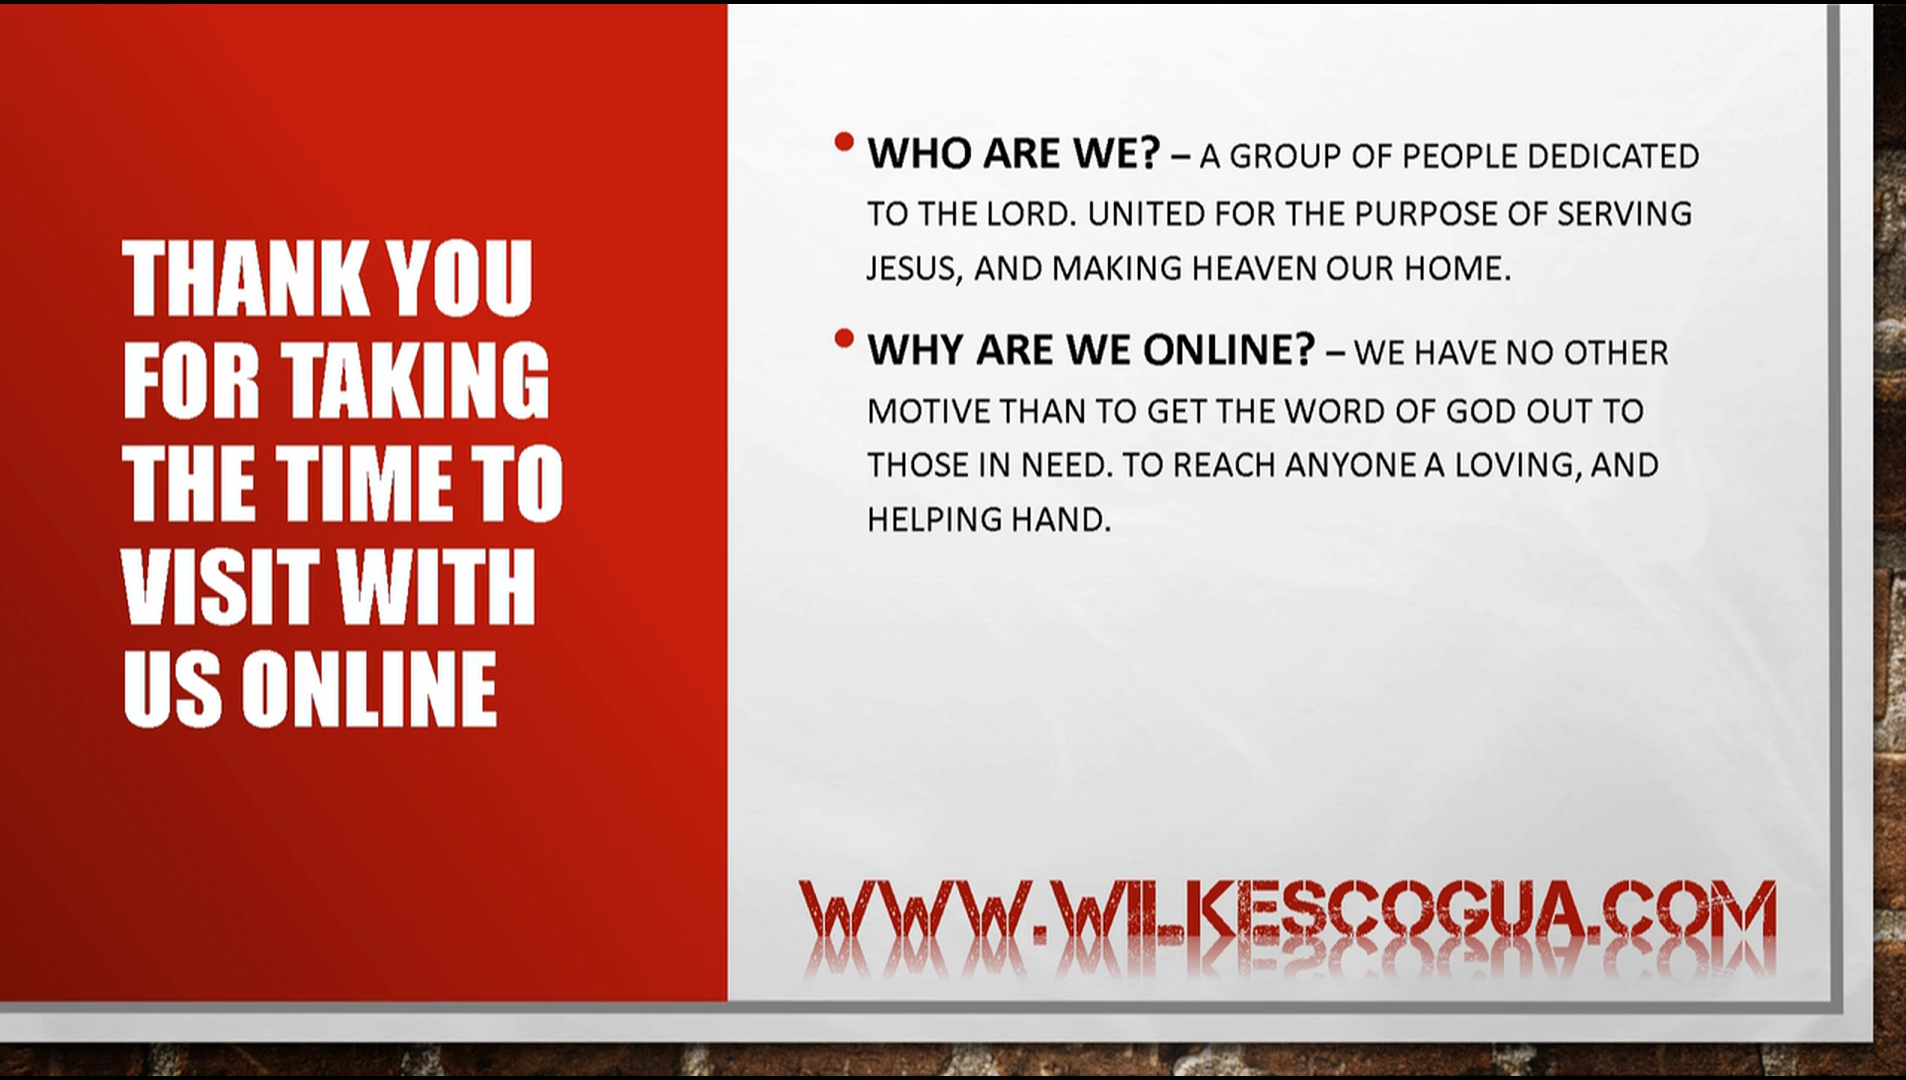 THANK YOU
FOR TAKING
THE TIME TO
VISIT WITH
US ONLINE
• WHO ARE WE? – A GROUP OF PEOPLE DEDICATED
TO THE LORD. UNITED FOR THE PURPOSE OF SERVING
JESUS, AND MAKING HEAVEN OUR HOME.
• WHY ARE WE ONLINE? – WE HAVE NO OTHER
MOTIVE THAN TO GET THE WORD OF GOD OUT TO
THOSE IN NEED. TO REACH ANYONE A LOVING, AND
HELPING HAND.
WWW.WILKESCOGUA.COM